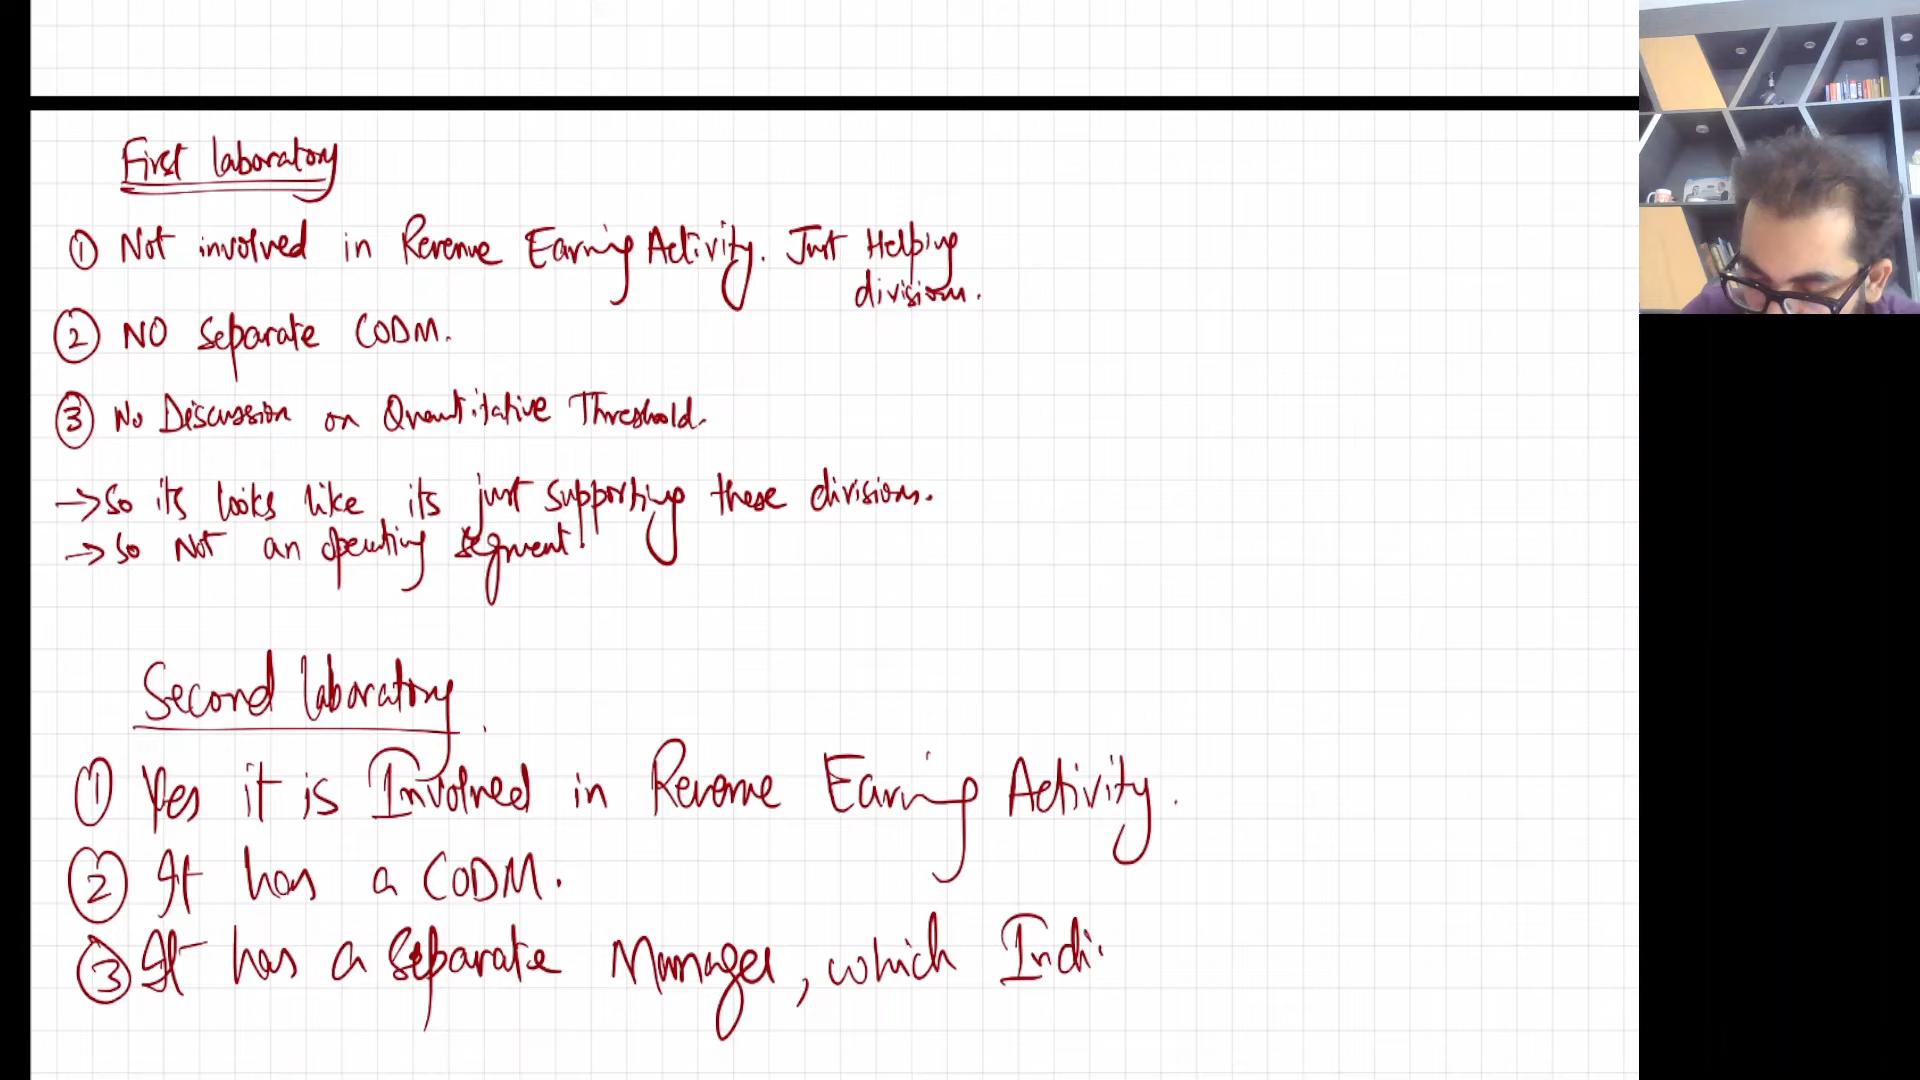 First laboratory
① Not involved in Revenue Earning Activity. Just Helping
divisions.
② NO Separate CODM.
③ No Discussion on Quantitative Threshold.
→ So its looks like its just supporting these divisions.
→ So Not an operating segment!
Second laboratory
① Yes it is Involved in Revenue Earning Activity.
② It has a CODM.
③ It has a Separate Manager, which Indi